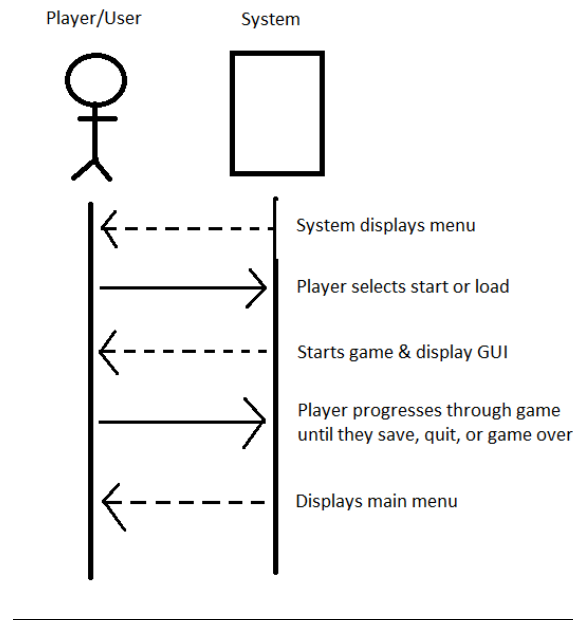 Player/User
System
System displays menu
Player selects start or load
Starts game & display GUI
Player progresses through game
until they save, quit, or game over
Displays main menu